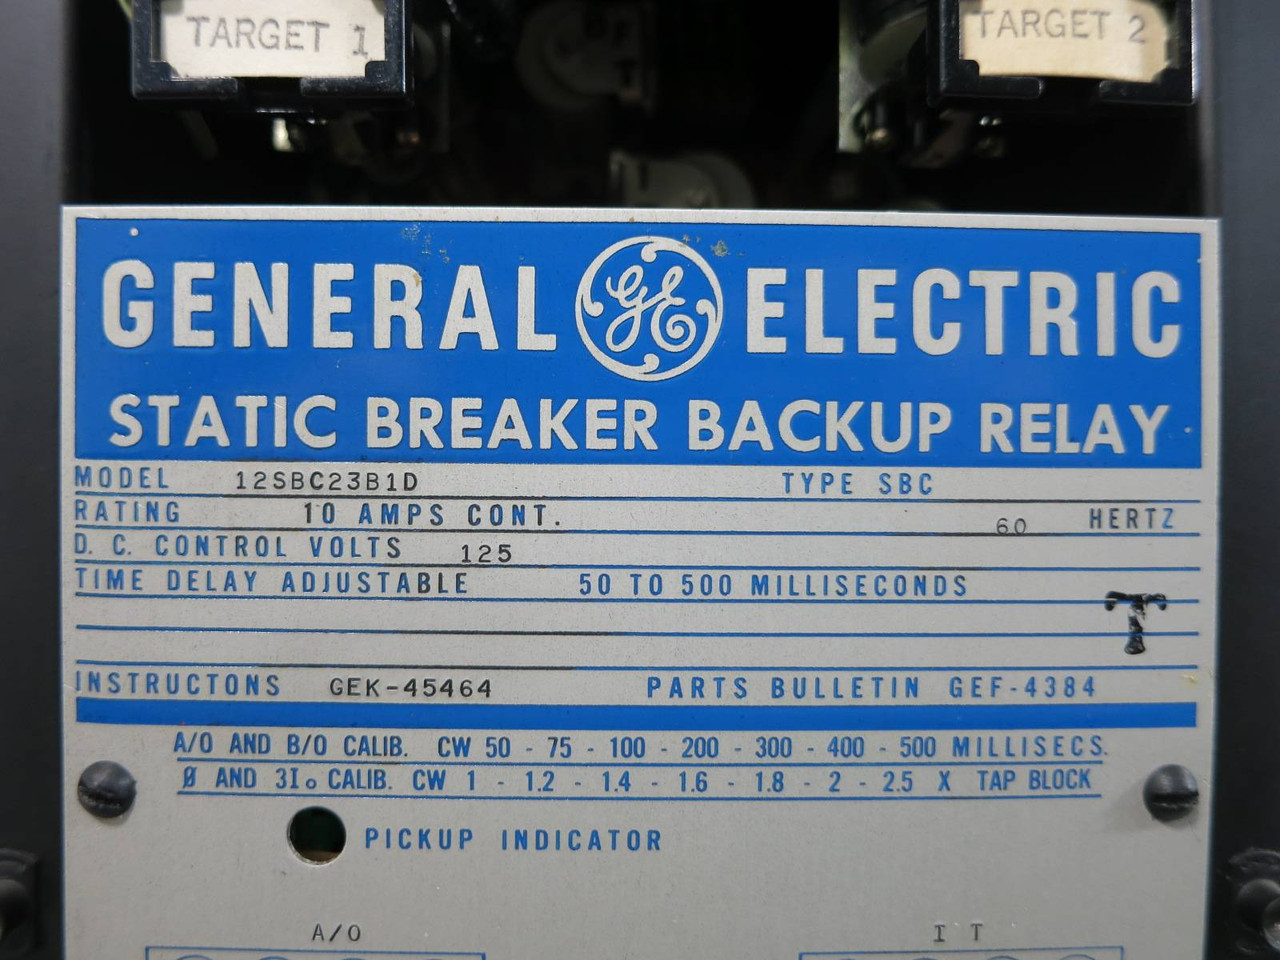 TARGET 1
TARGET 2
GENERAL GE ELECTRIC
STATIC BREAKER BACKUP RELAY
MODEL 12SBC23B1D TYPE SBC
RATING 10 AMPS CONT. 60 HERTZ
D. C. CONTROL VOLTS 125
TIME DELAY ADJUSTABLE 50 TO 500 MILLISECONDS
T
INSTRUCTONS GEK-45464 PARTS BULLETIN GEF-4384
A/O AND B/O CALIB. CW 50 - 75 - 100 - 200 - 300 - 400 - 500 MILLISECS.
Ø AND 3I₀ CALIB. CW 1 - 1.2 - 1.4 - 1.6 - 1.8 - 2 - 2.5 X TAP BLOCK
PICKUP INDICATOR
A/O
I T